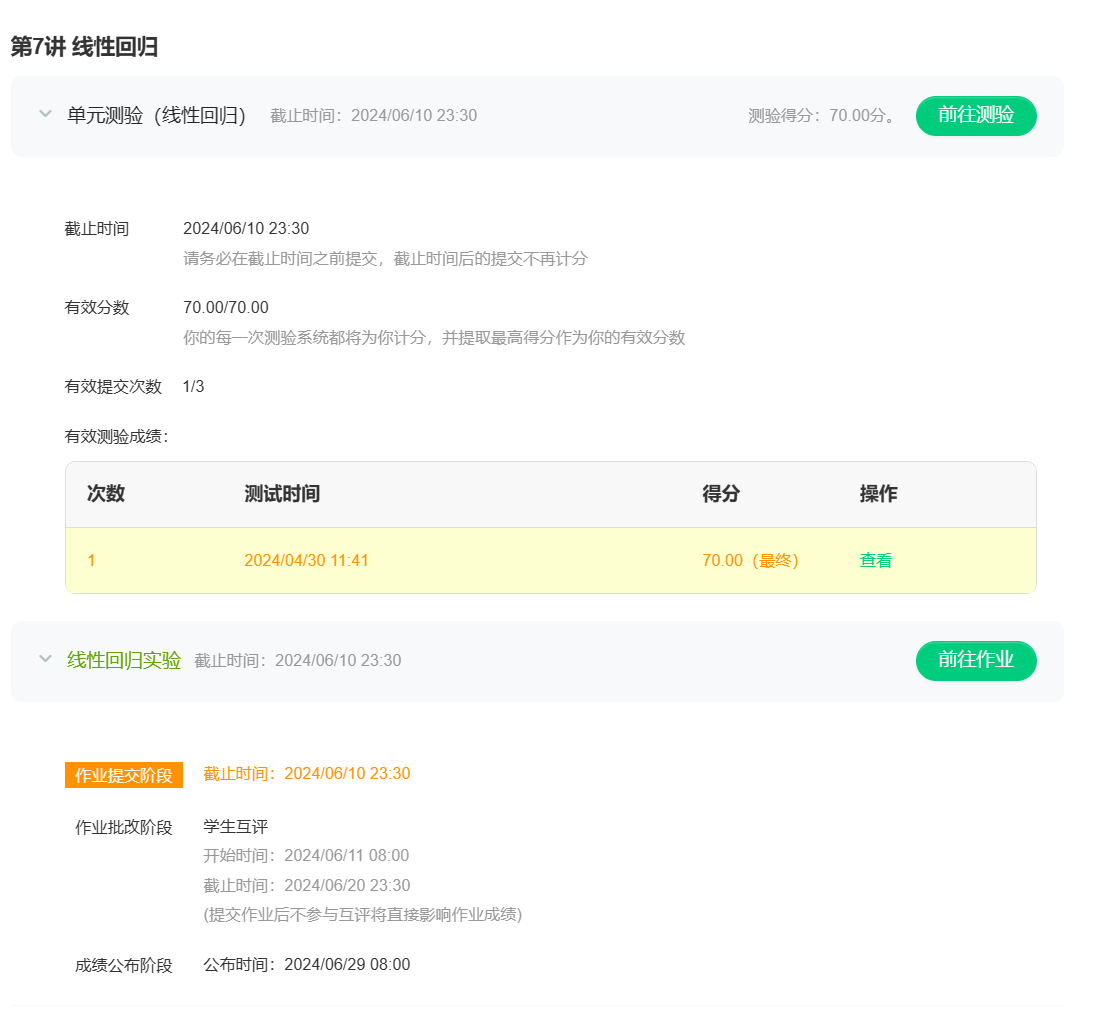 第7讲 线性回归
单元测验（线性回归） 截止时间：2024/06/10 23:30 测验得分：70.00分。 前往测验
截止时间 2024/06/10 23:30
请务必在截止时间之前提交，截止时间后的提交不再计分
有效分数 70.00/70.00
你的每一次测验系统都将为你计分，并提取最高得分作为你的有效分数
有效提交次数 1/3
有效测验成绩：
次数 测试时间 得分 操作
1 2024/04/30 11:41 70.00（最终） 查看
线性回归实验 截止时间：2024/06/10 23:30 前往作业
作业提交阶段 截止时间：2024/06/10 23:30
作业批改阶段 学生互评
开始时间：2024/06/11 08:00
截止时间：2024/06/20 23:30
(提交作业后不参与互评将直接影响作业成绩)
成绩公布阶段 公布时间：2024/06/29 08:00